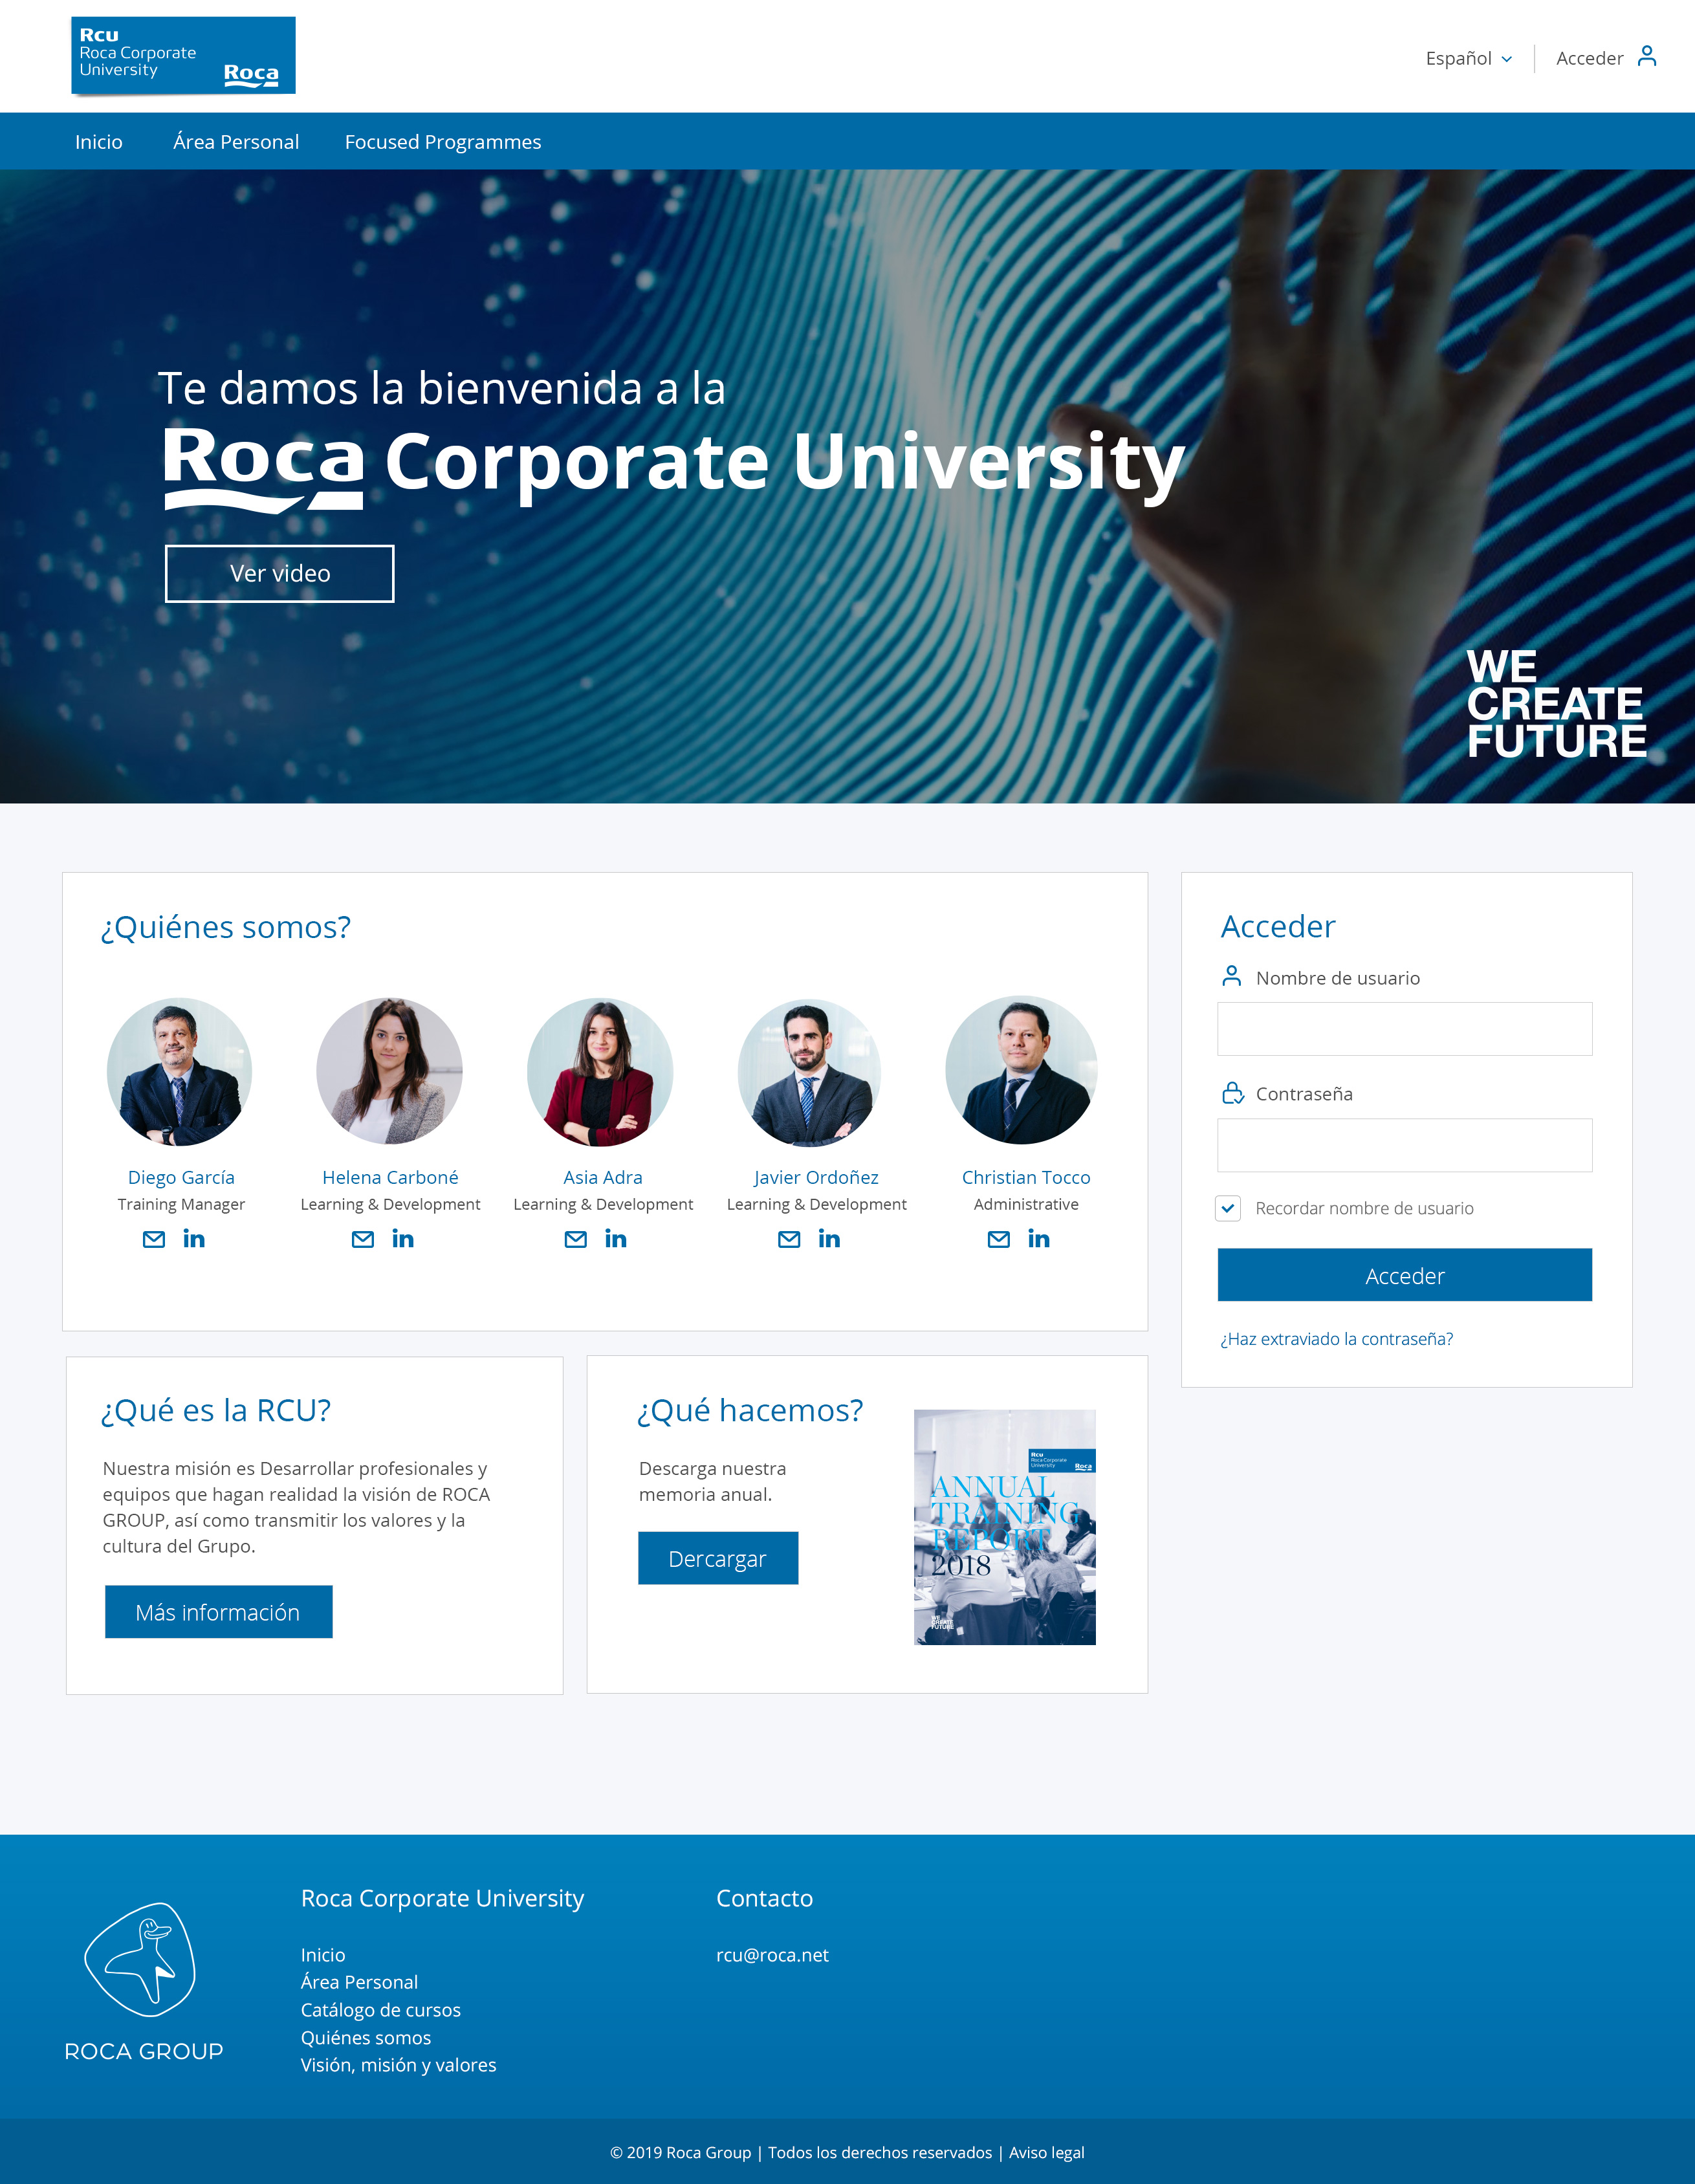 Rcu
Roca Corporate
University
Roca
Español
Acceder
Inicio
Área Personal
Focused Programmes
Te damos la bienvenida a la
Roca Corporate University
Ver video
WE
CREATE
FUTURE
¿Quiénes somos?
Diego García
Training Manager
Helena Carboné
Learning & Development
Asia Adra
Learning & Development
Javier Ordoñez
Learning & Development
Christian Tocco
Administrative
Acceder
Nombre de usuario
Contraseña
Recordar nombre de usuario
Acceder
¿Haz extraviado la contraseña?
¿Qué es la RCU?
Nuestra misión es Desarrollar profesionales y
equipos que hagan realidad la visión de ROCA
GROUP, así como transmitir los valores y la
cultura del Grupo.
Más información
¿Qué hacemos?
Descarga nuestra
memoria anual.
Dercargar
Rcu
Roca Corporate
University
Roca
ANNUAL
TRAINING
REPORT
2018
WE
CREATE
FUTURE
ROCA GROUP
Roca Corporate University
Inicio
Área Personal
Catálogo de cursos
Quiénes somos
Visión, misión y valores
Contacto
rcu@roca.net
© 2019 Roca Group | Todos los derechos reservados | Aviso legal